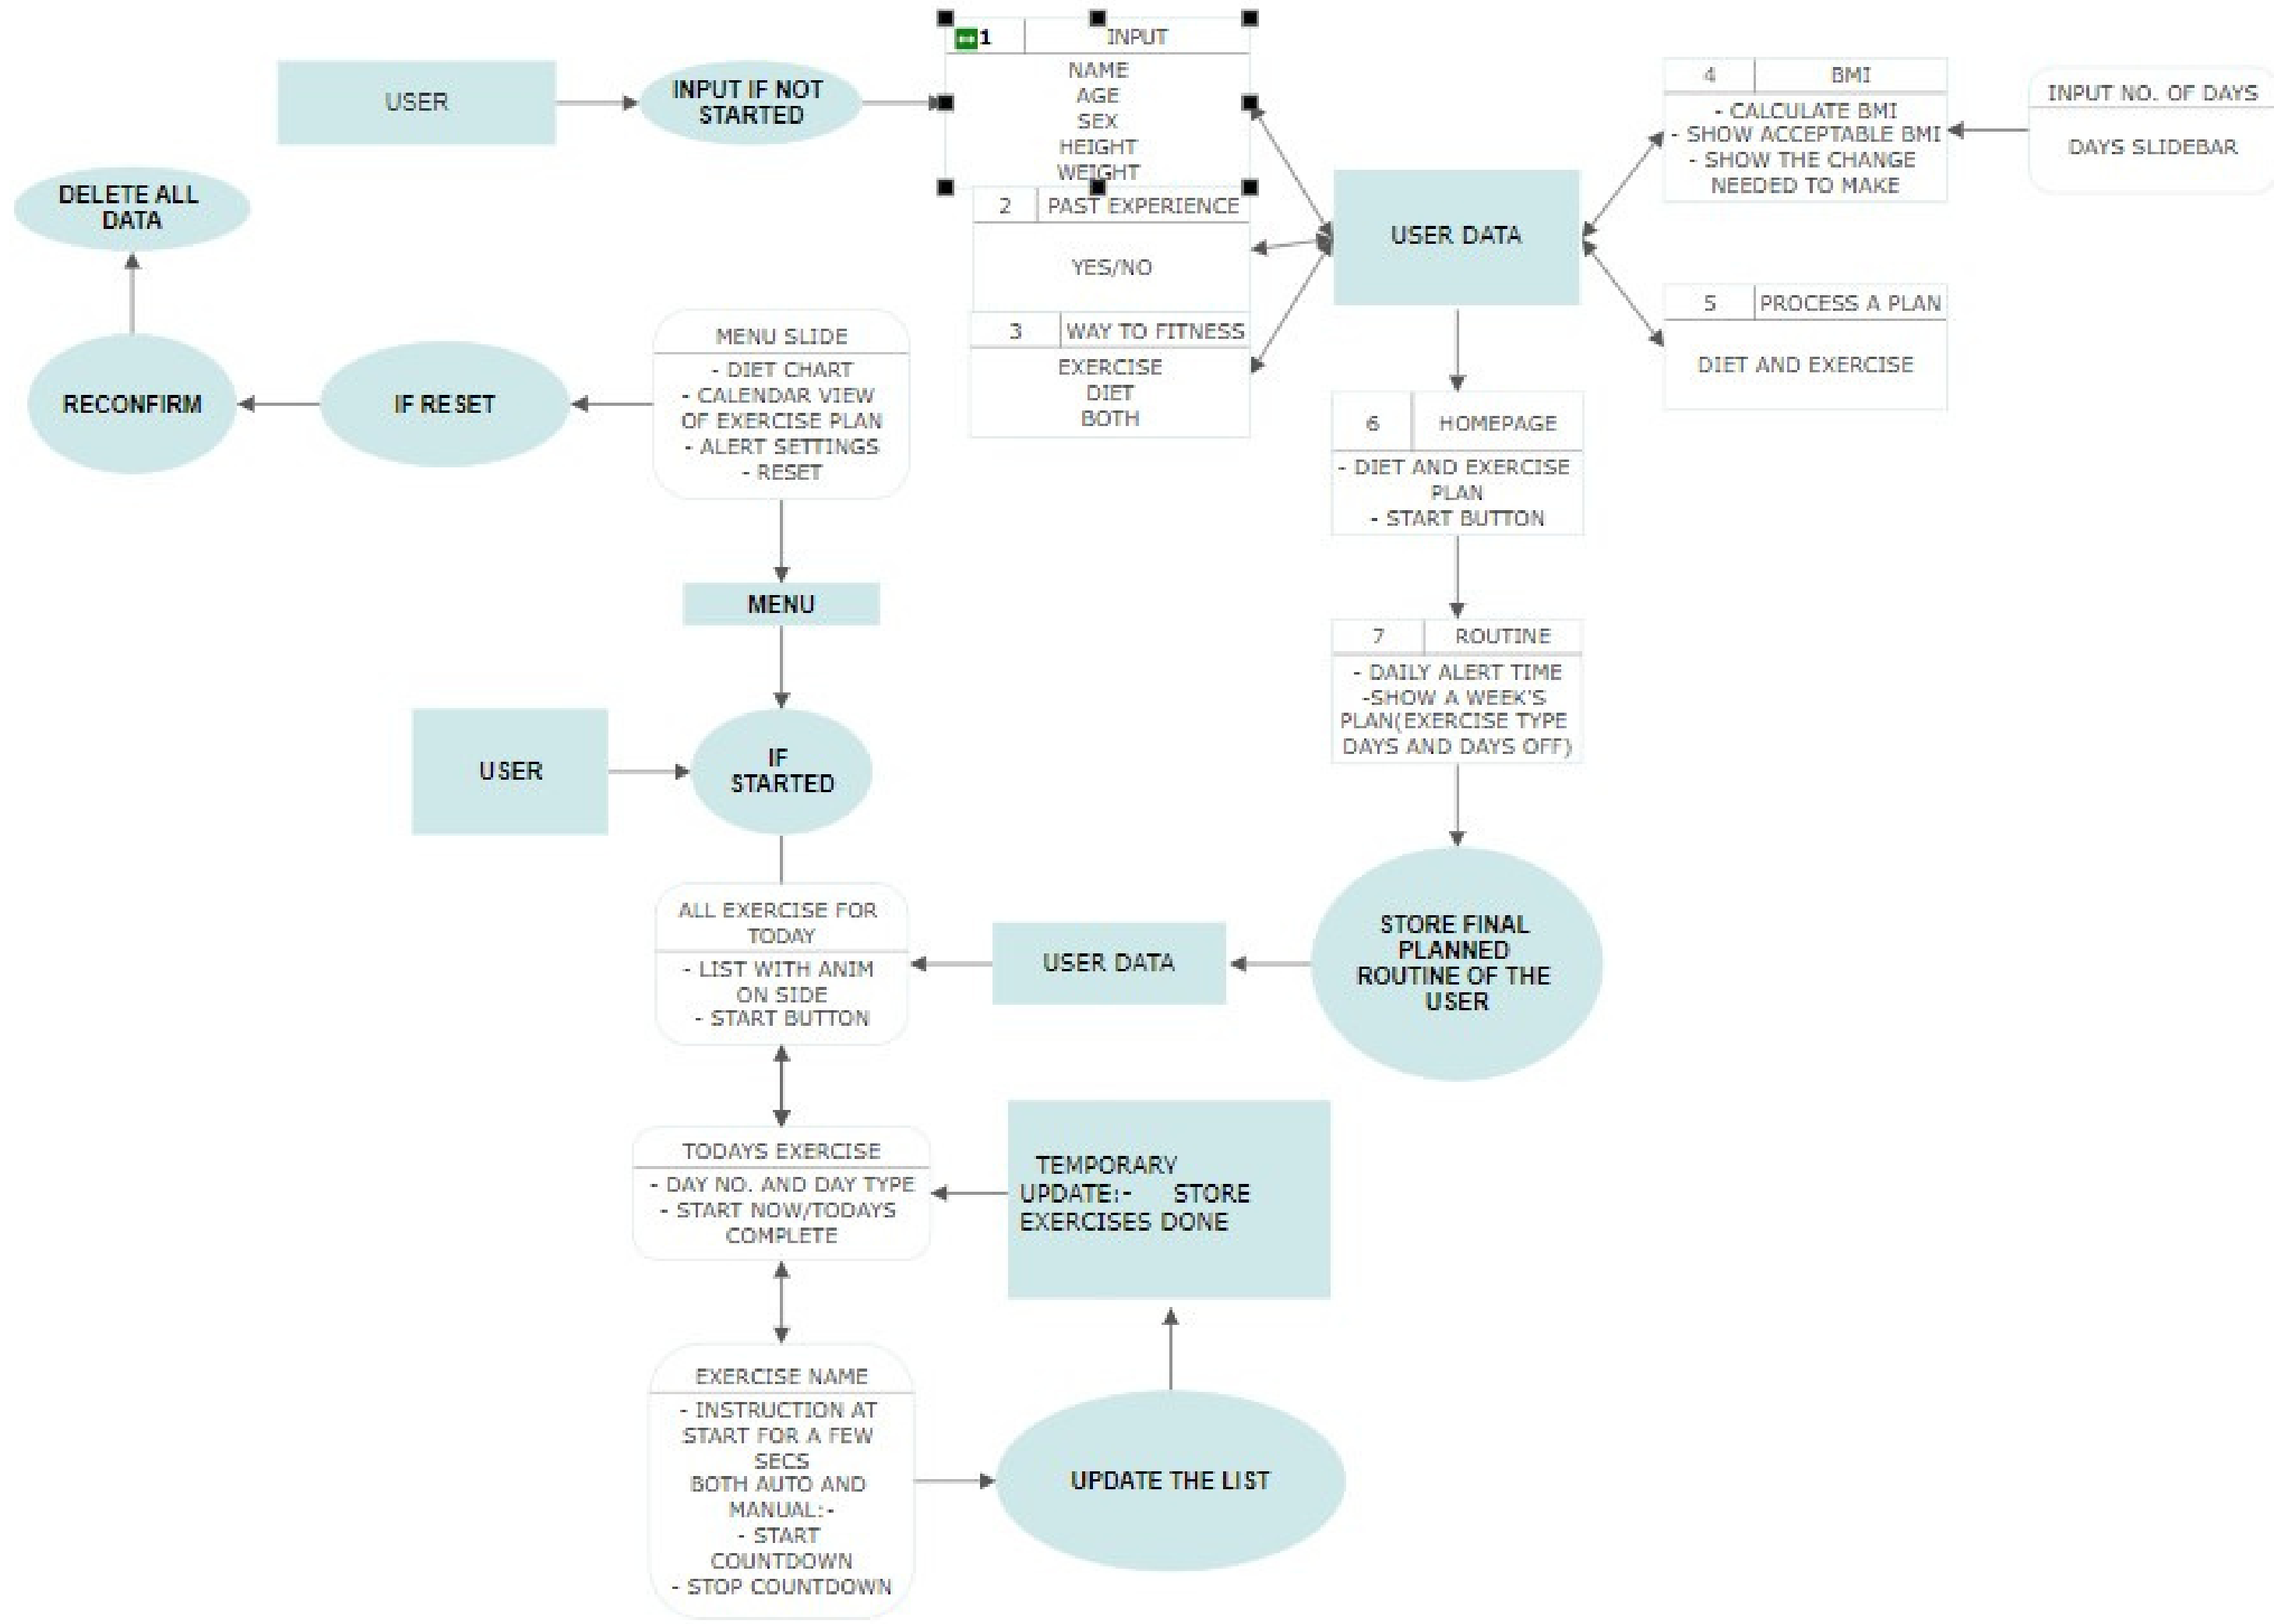 USER
INPUT IF NOT
STARTED
1 INPUT
NAME
AGE
SEX
HEIGHT
WEIGHT
2 PAST EXPERIENCE
YES/NO
3 WAY TO FITNESS
EXERCISE
DIET
BOTH
USER DATA
4 BMI
- CALCULATE BMI
- SHOW ACCEPTABLE BMI
- SHOW THE CHANGE
NEEDED TO MAKE
INPUT NO. OF DAYS
DAYS SLIDEBAR
5 PROCESS A PLAN
DIET AND EXERCISE
DELETE ALL
DATA
RECONFIRM
IF RESET
MENU SLIDE
- DIET CHART
- CALENDAR VIEW
OF EXERCISE PLAN
- ALERT SETTINGS
- RESET
6 HOMEPAGE
- DIET AND EXERCISE
PLAN
- START BUTTON
MENU
7 ROUTINE
- DAILY ALERT TIME
-SHOW A WEEK'S
PLAN(EXERCISE TYPE
DAYS AND DAYS OFF)
USER
IF
STARTED
ALL EXERCISE FOR
TODAY
- LIST WITH ANIM
ON SIDE
- START BUTTON
USER DATA
STORE FINAL
PLANNED
ROUTINE OF THE
USER
TODAYS EXERCISE
- DAY NO. AND DAY TYPE
- START NOW/TODAYS
COMPLETE
TEMPORARY
UPDATE:- STORE
EXERCISES DONE
EXERCISE NAME
- INSTRUCTION AT
START FOR A FEW
SECS
BOTH AUTO AND
MANUAL:-
- START
COUNTDOWN
- STOP COUNTDOWN
UPDATE THE LIST